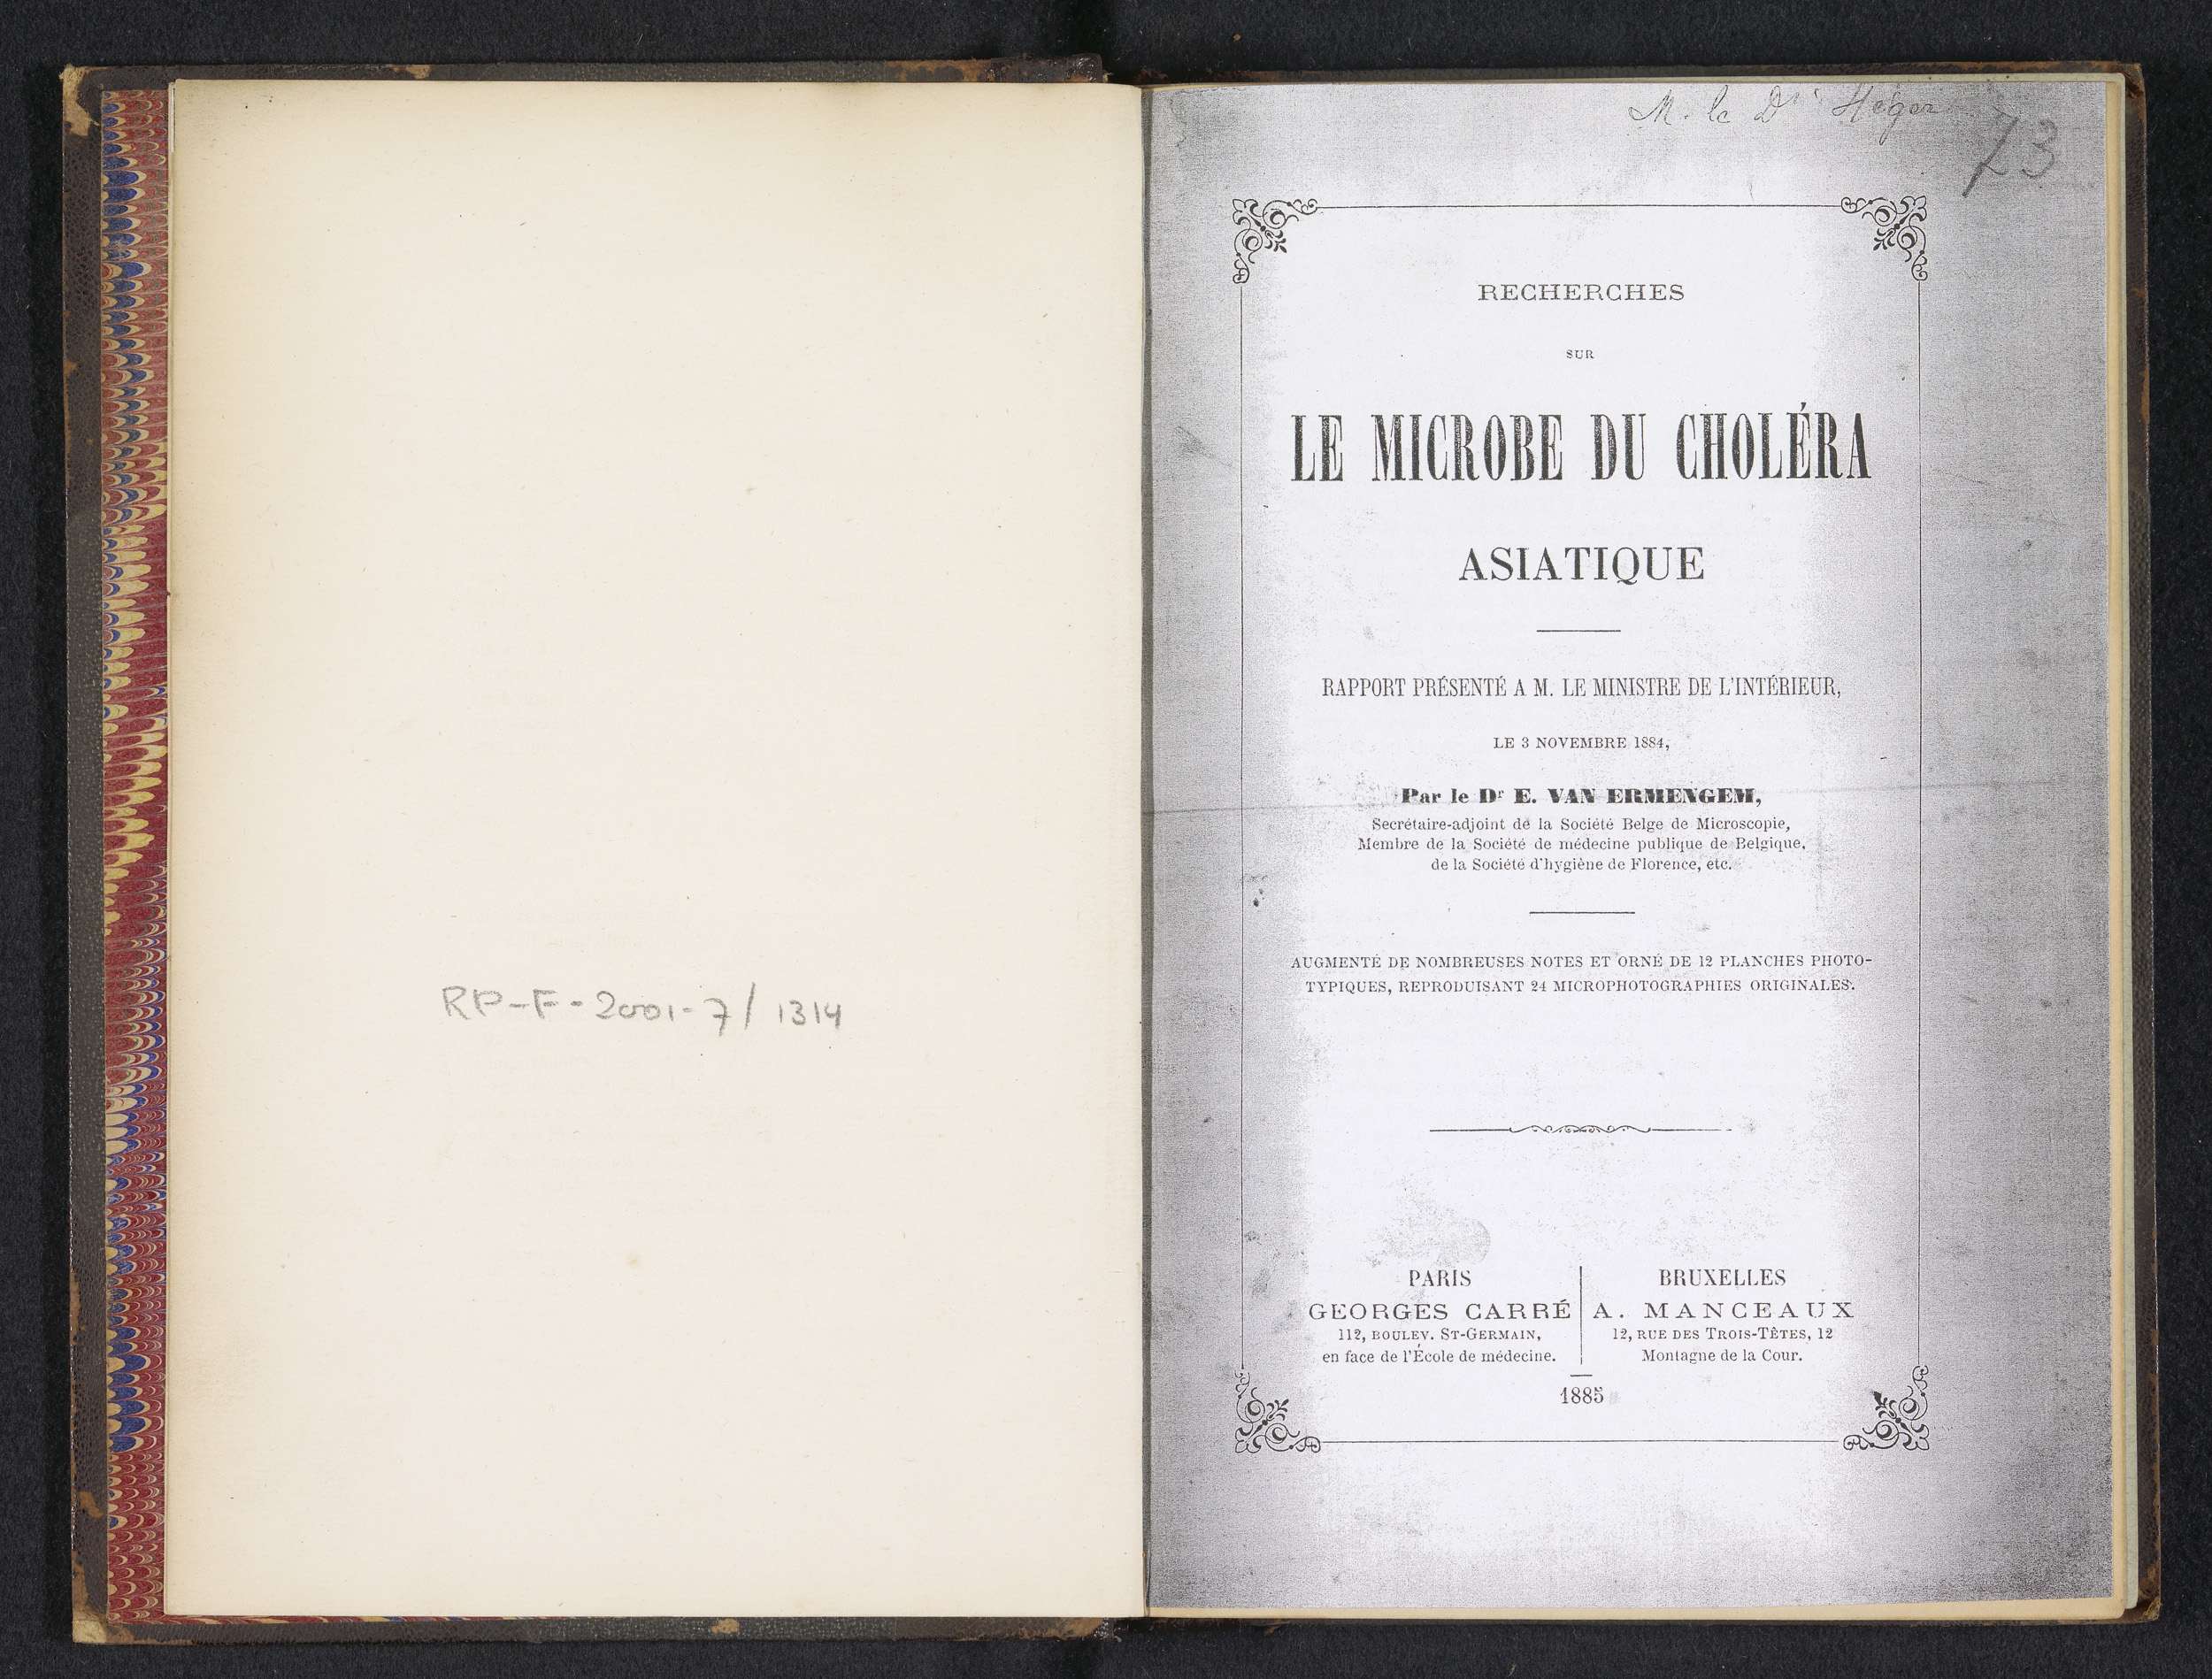 RP-F-2001-7/1314
M. le Dr Héger
73
RECHERCHES
SUR
LE MICROBE DU CHOLÉRA
ASIATIQUE
RAPPORT PRÉSENTÉ A M. LE MINISTRE DE L'INTÉRIEUR,
LE 3 NOVEMBRE 1884,
Par le Dr E. VAN ERMENGEM,
Secrétaire-adjoint de la Société Belge de Microscopie,
Membre de la Société de médecine publique de Belgique,
de la Société d'hygiène de Florence, etc.
AUGMENTÉ DE NOMBREUSES NOTES ET ORNÉ DE 12 PLANCHES PHOTO-
TYPIQUES, REPRODUISANT 24 MICROPHOTOGRAPHIES ORIGINALES.
PARIS
GEORGES CARRÉ
112, BOULEV. ST-GERMAIN,
en face de l'École de médecine.
BRUXELLES
A. MANCEAUX
12, RUE DES TROIS-TÊTES, 12
Montagne de la Cour.
1885